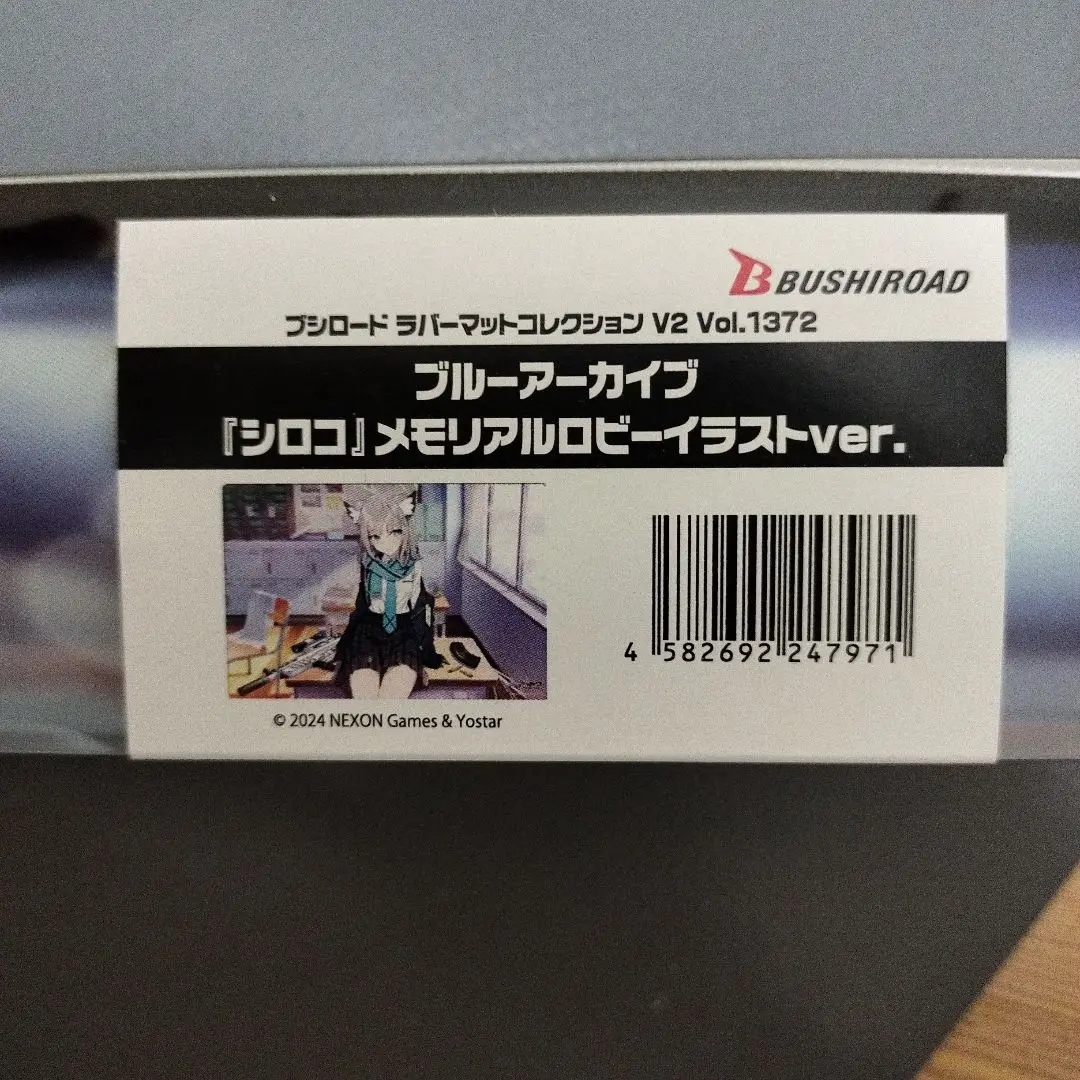 BUSHIROAD
ブシロード ラバーマットコレクション V2 Vol.1372
ブルーアーカイブ
『シロコ』メモリアルロビーイラストver.
4 582692 247971
© 2024 NEXON Games & Yostar